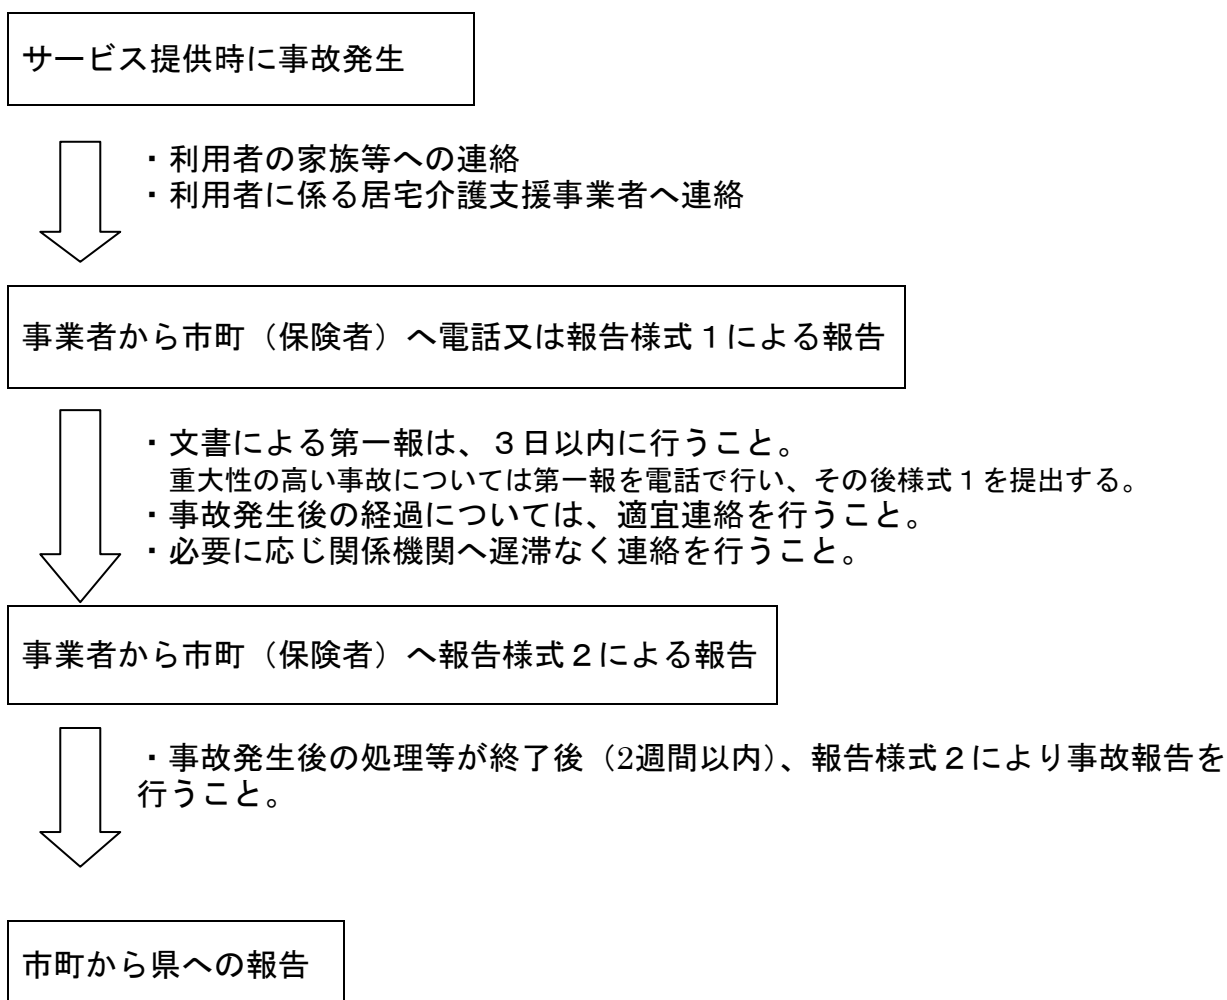 サービス提供時に事故発生
・利用者の家族等への連絡
・利用者に係る居宅介護支援事業者へ連絡
事業者から市町（保険者）へ電話又は報告様式１による報告
・文書による第一報は、３日以内に行うこと。
重大性の高い事故については第一報を電話で行い、その後様式１を提出する。
・事故発生後の経過については、適宜連絡を行うこと。
・必要に応じ関係機関へ遅滞なく連絡を行うこと。
事業者から市町（保険者）へ報告様式２による報告
・事故発生後の処理等が終了後（2週間以内）、報告様式２により事故報告を
行うこと。
市町から県への報告